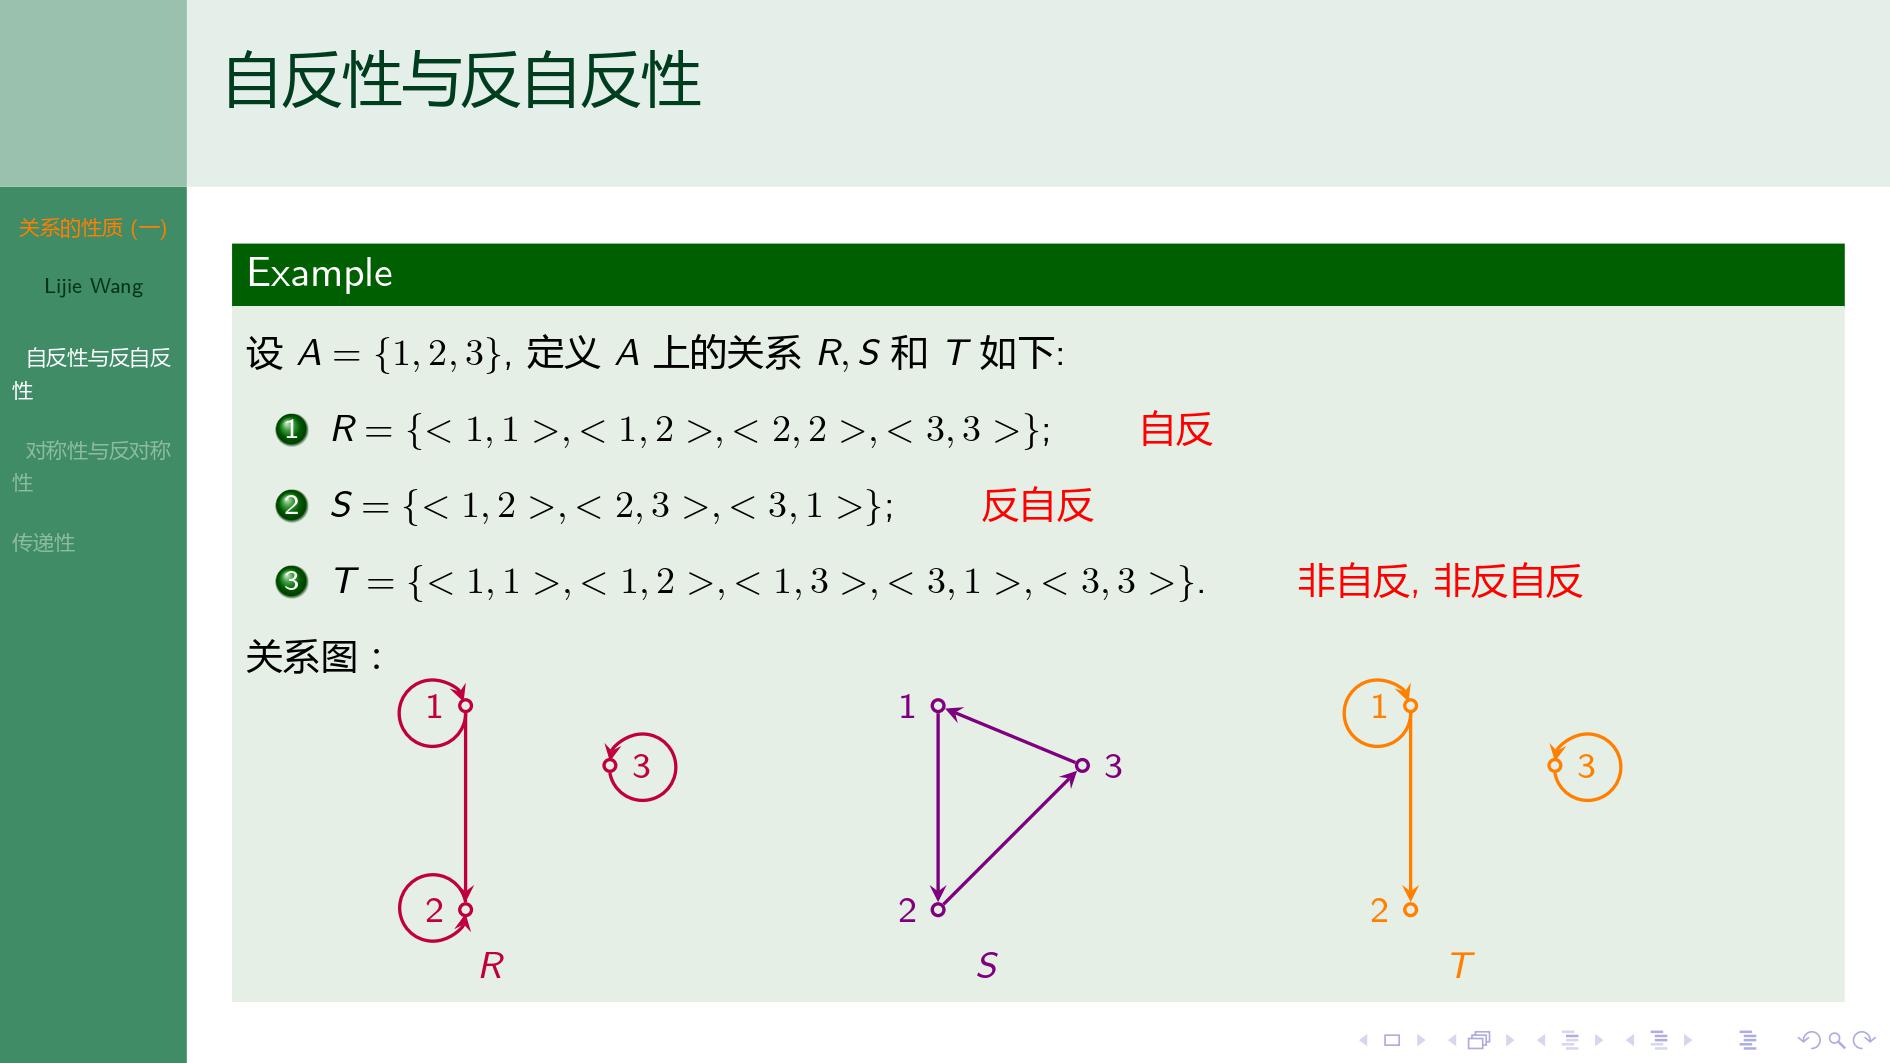 自反性与反自反性
关系的性质 (一)
Lijie Wang
自反性与反自反
性
对称性与反对称
性
传递性
Example
设 A = {1, 2, 3}, 定义 A 上的关系 R, S 和 T 如下:
1 R = {< 1, 1 >, < 1, 2 >, < 2, 2 >, < 3, 3 >}; 自反
2 S = {< 1, 2 >, < 2, 3 >, < 3, 1 >}; 反自反
3 T = {< 1, 1 >, < 1, 2 >, < 1, 3 >, < 3, 1 >, < 3, 3 >}. 非自反, 非反自反
关系图：
1
3
2
R
1
3
2
S
1
3
2
T